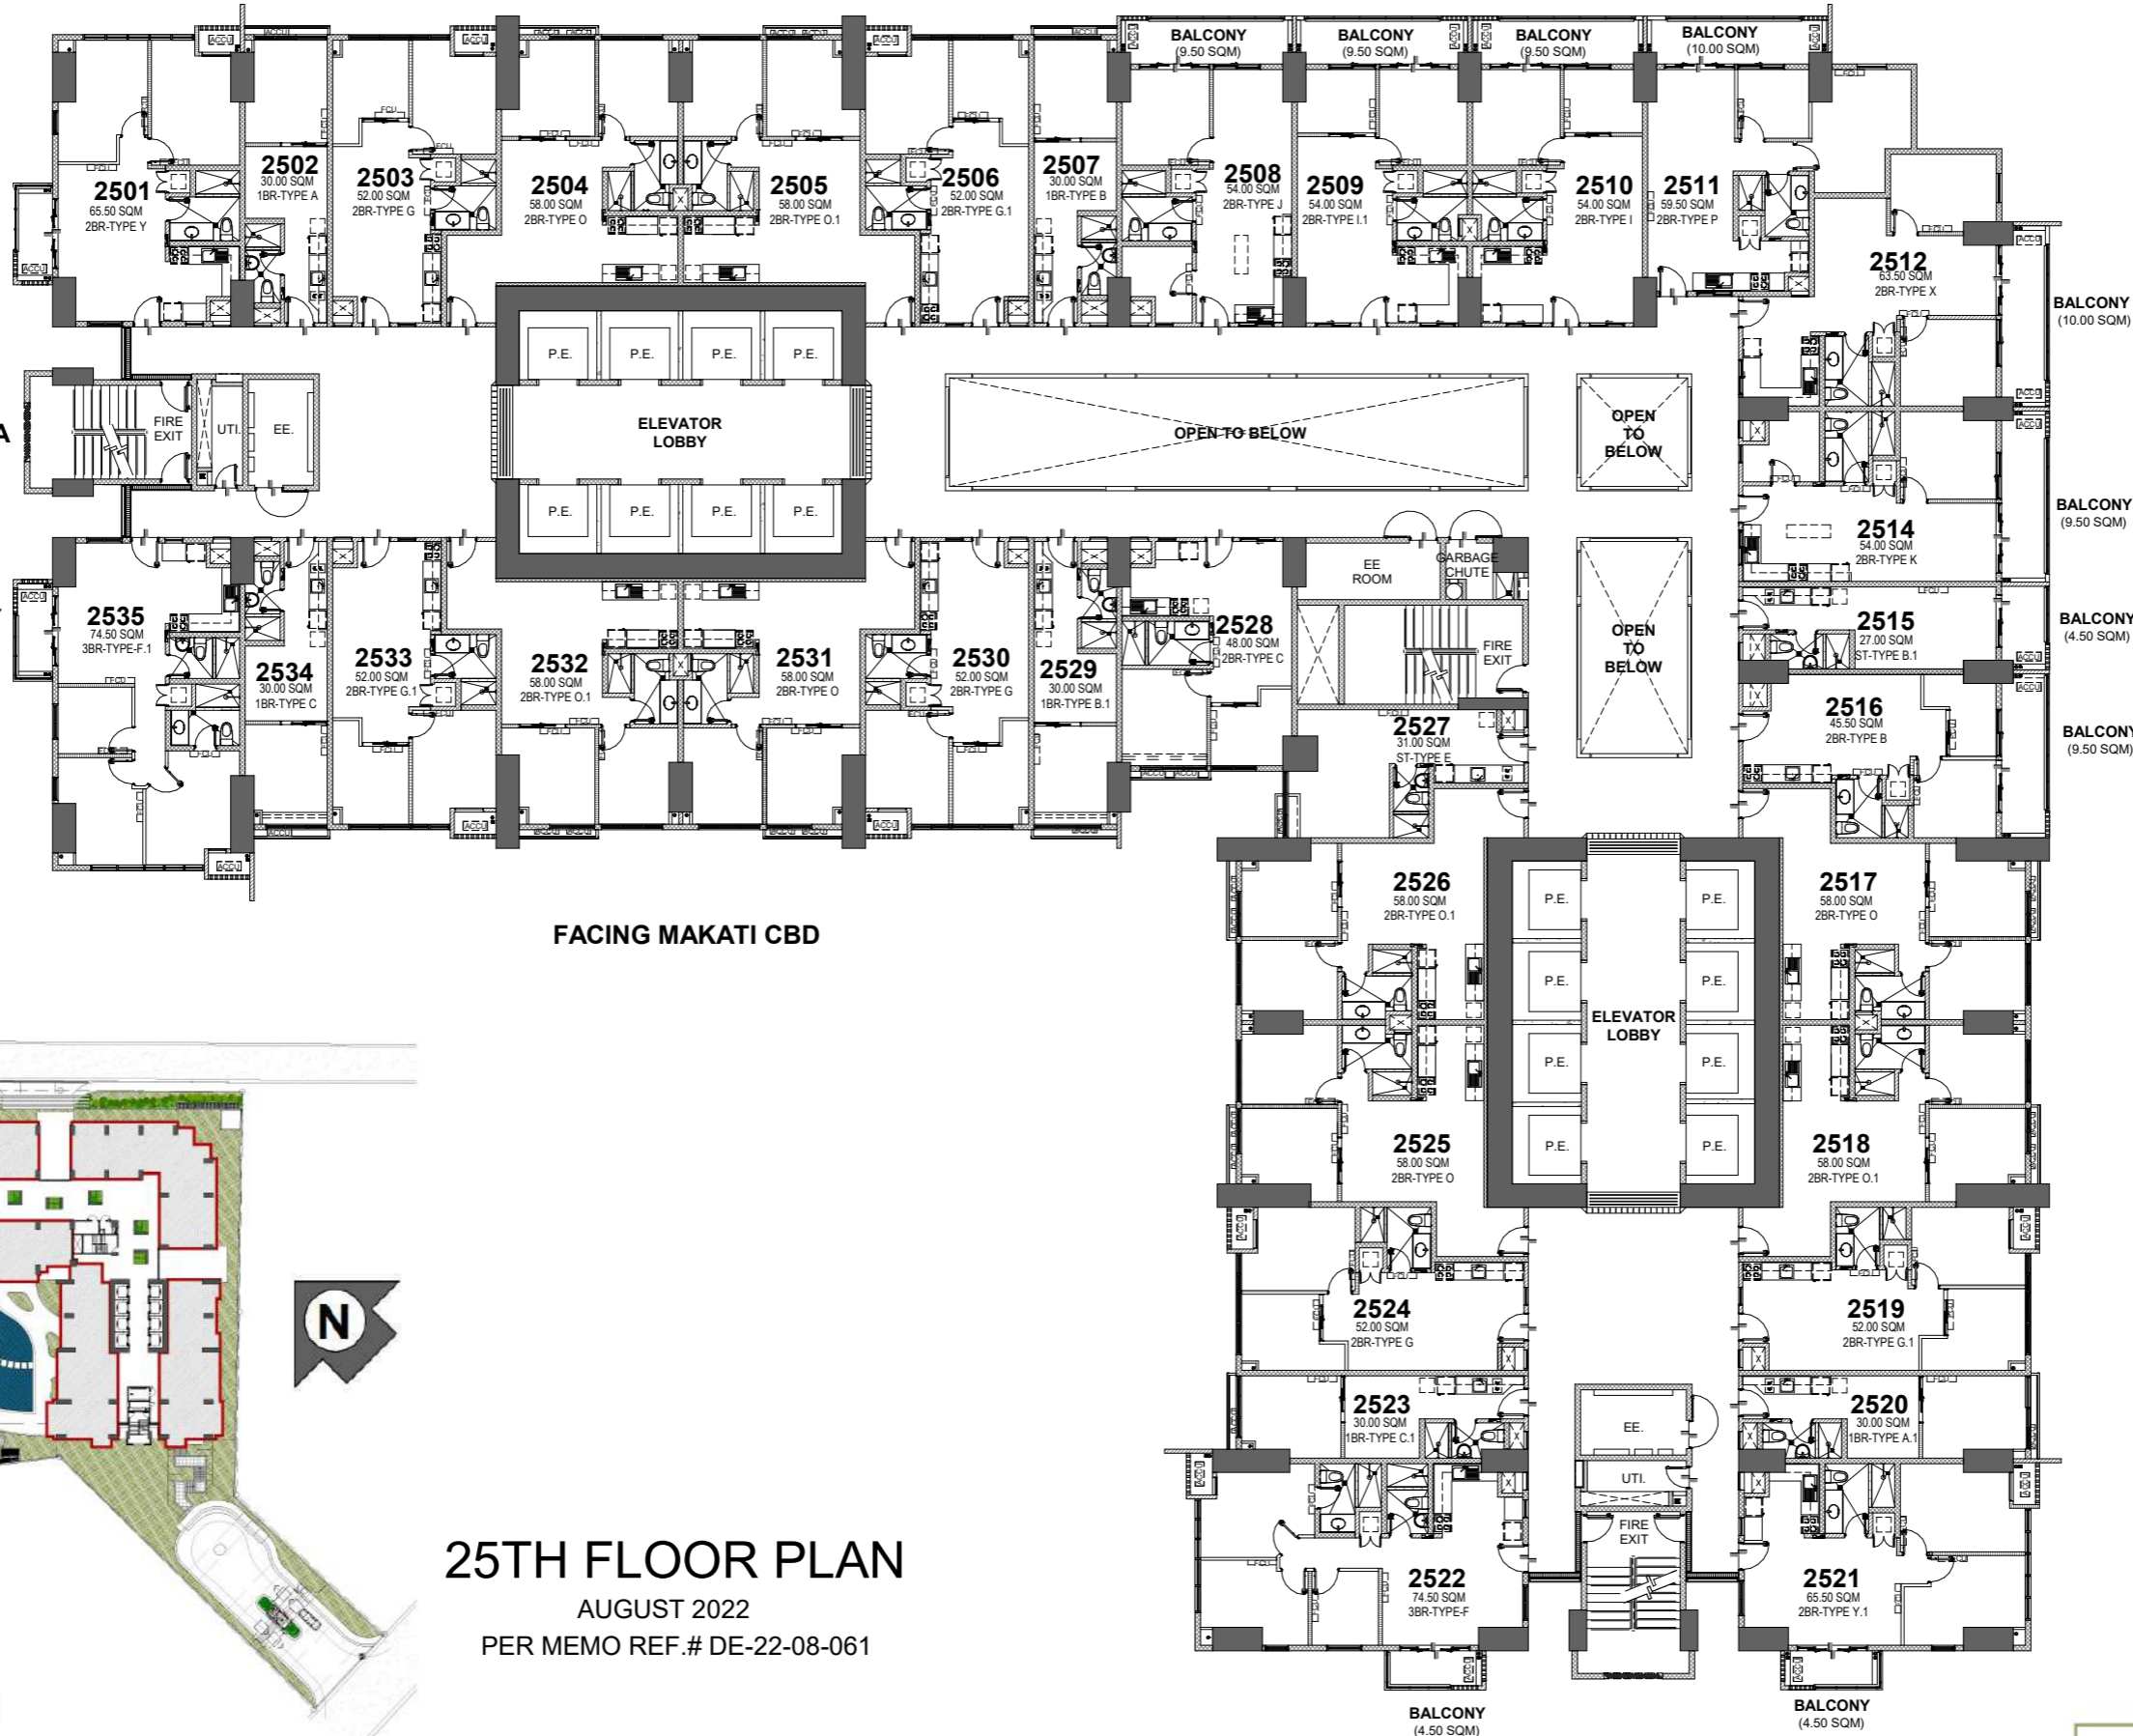 BALCONY
(9.50 SQM)
BALCONY
(9.50 SQM)
BALCONY
(9.50 SQM)
BALCONY
(10.00 SQM)
2501
65.50 SQM
2BR-TYPE Y
2502
30.00 SQM
1BR-TYPE A
2503
52.00 SQM
2BR-TYPE G
2504
58.00 SQM
2BR-TYPE O
2505
58.00 SQM
2BR-TYPE O.1
2506
52.00 SQM
2BR-TYPE G.1
2507
30.00 SQM
1BR-TYPE B
2508
54.00 SQM
2BR-TYPE J
2509
54.00 SQM
2BR-TYPE I.1
2510
54.00 SQM
2BR-TYPE I
2511
59.50 SQM
2BR-TYPE P
2512
63.50 SQM
2BR-TYPE X
BALCONY
(10.00 SQM)
P.E.
P.E.
P.E.
P.E.
A
FIRE
EXIT
UTI.
EE.
ELEVATOR
LOBBY
OPEN TO BELOW
OPEN
TO
BELOW
P.E.
P.E.
P.E.
P.E.
2514
54.00 SQM
2BR-TYPE K
BALCONY
(9.50 SQM)
EE
ROOM
GARBAGE
CHUTE
2535
74.50 SQM
3BR-TYPE-F.1
2534
30.00 SQM
1BR-TYPE C
2533
52.00 SQM
2BR-TYPE G.1
2532
58.00 SQM
2BR-TYPE O.1
2531
58.00 SQM
2BR-TYPE O
2530
52.00 SQM
2BR-TYPE G
2529
30.00 SQM
1BR-TYPE B.1
2528
48.00 SQM
2BR-TYPE C
FIRE
EXIT
OPEN
TO
BELOW
2515
27.00 SQM
ST-TYPE B.1
BALCONY
(4.50 SQM)
2527
31.00 SQM
ST-TYPE E
2516
45.50 SQM
2BR-TYPE B
BALCONY
(9.50 SQM)
FACING MAKATI CBD
2526
58.00 SQM
2BR-TYPE O.1
P.E.
P.E.
2517
58.00 SQM
2BR-TYPE O
P.E.
P.E.
ELEVATOR
LOBBY
P.E.
P.E.
2525
58.00 SQM
2BR-TYPE O
P.E.
P.E.
2518
58.00 SQM
2BR-TYPE O.1
N
2524
52.00 SQM
2BR-TYPE G
2519
52.00 SQM
2BR-TYPE G.1
2523
30.00 SQM
1BR-TYPE C.1
EE.
2520
30.00 SQM
1BR-TYPE A.1
UTI.
FIRE
EXIT
2522
74.50 SQM
3BR-TYPE-F
2521
65.50 SQM
2BR-TYPE Y.1
25TH FLOOR PLAN
AUGUST 2022
PER MEMO REF.# DE-22-08-061
BALCONY
(4.50 SQM)
BALCONY
(4.50 SQM)